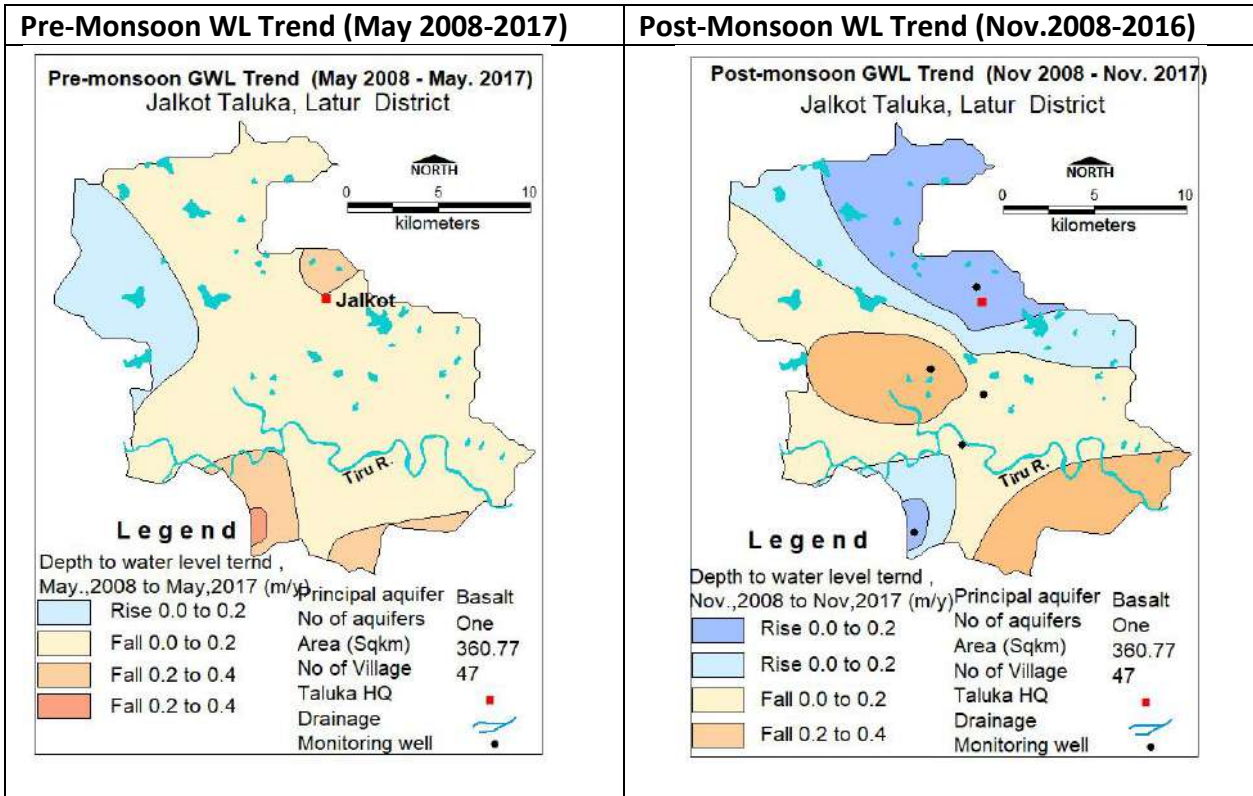 Pre-Monsoon WL Trend (May 2008-2017)
Pre-monsoon GWL Trend (May 2008 - May. 2017)
Jalkot Taluka, Latur District
NORTH
0 5 10
kilometers
Jalkot
Tiru R.
Legend
Depth to water level ternd ,
May.,2008 to May,2017 (m/y)
Rise 0.0 to 0.2
Fall 0.0 to 0.2
Fall 0.2 to 0.4
Fall 0.2 to 0.4
Principal aquifer Basalt
No of aquifers One
Area (Sqkm) 360.77
No of Village 47
Taluka HQ
Drainage
Monitoring well
Post-Monsoon WL Trend (Nov.2008-2016)
Post-monsoon GWL Trend (Nov 2008 - Nov. 2017)
Jalkot Taluka, Latur District
NORTH
0 5 10
kilometers
Tiru R.
Legend
Depth to water level ternd ,
Nov.,2008 to Nov,2017 (m/y)
Rise 0.0 to 0.2
Rise 0.0 to 0.2
Fall 0.0 to 0.2
Fall 0.2 to 0.4
Principal aquifer Basalt
No of aquifers One
Area (Sqkm) 360.77
No of Village 47
Taluka HQ
Drainage
Monitoring well